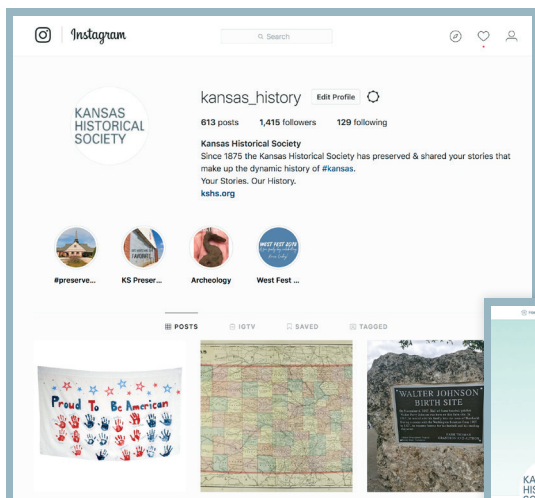 Instagram
Search
kansas_history Edit Profile
613 posts 1,415 followers 129 following
KANSAS
HISTORICAL
SOCIETY
Kansas Historical Society
Since 1875 the Kansas Historical Society has preserved & shared your stories that
make up the dynamic history of #kansas.
Your Stories. Our History.
kshs.org
FAVORITE
WEST FEST 2019
#preserve... KS Preser... Archeology West Fest ...
POSTS IGTV SAVED TAGGED
Proud To Be American
WALTER JOHNSON
BIRTH SITE